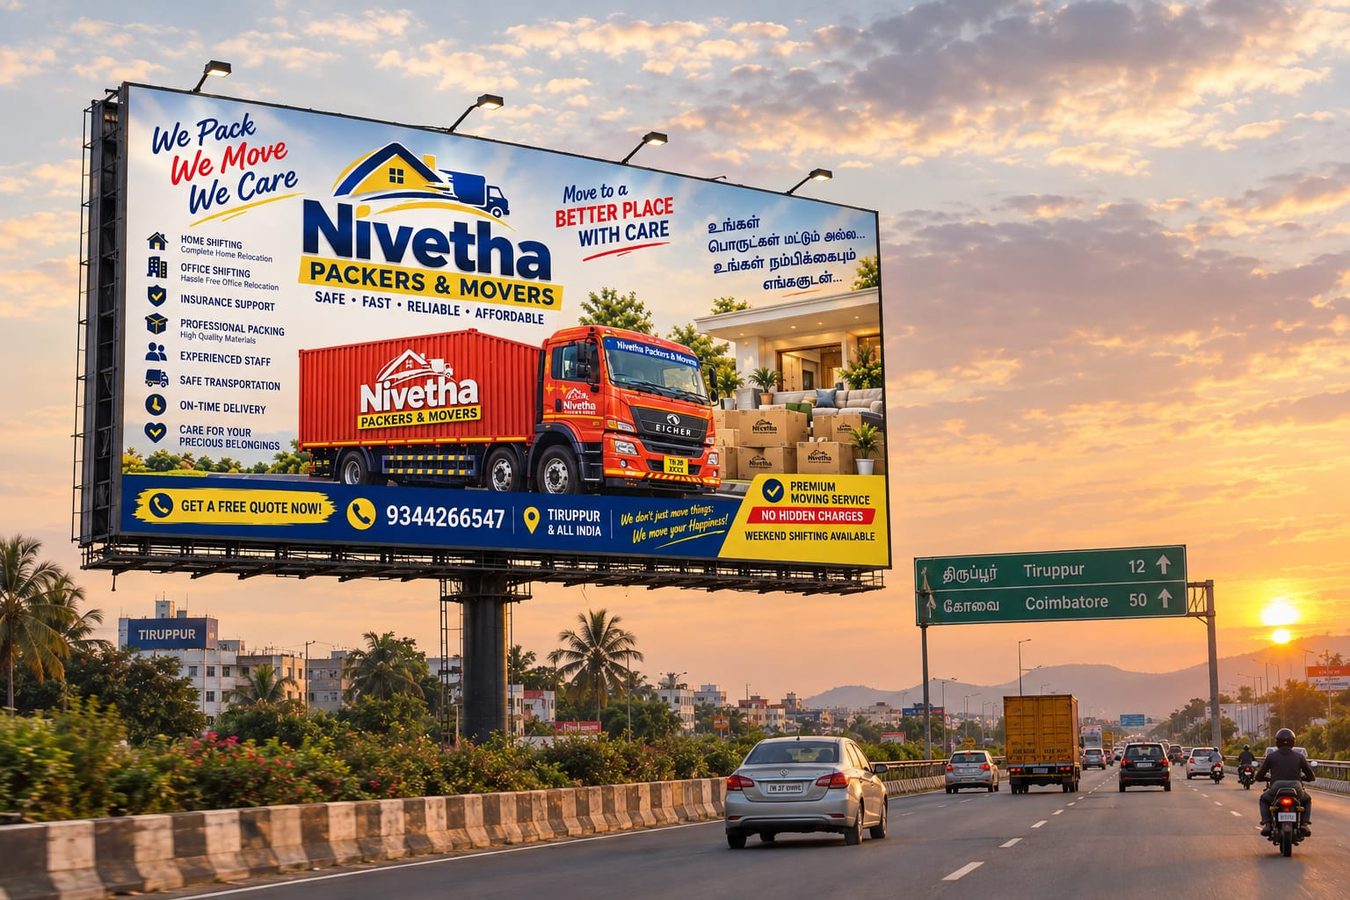 We Pack
We Move
We Care
Nivetha
PACKERS & MOVERS
SAFE • FAST • RELIABLE • AFFORDABLE
Move to a
BETTER PLACE
WITH CARE
உங்கள்
பொருட்கள் மட்டும் அல்ல...
உங்கள் நம்பிக்கையும்
எங்களுடன்...
HOME SHIFTING
Complete Home Relocation
OFFICE SHIFTING
Hassle Free Office Relocation
INSURANCE SUPPORT
PROFESSIONAL PACKING
High Quality Materials
EXPERIENCED STAFF
SAFE TRANSPORTATION
ON-TIME DELIVERY
CARE FOR YOUR
PRECIOUS BELONGINGS
Nivetha
PACKERS & MOVERS
Nivetha Packers & Movers
Nivetha
EICHER
Nivetha
Nivetha
Nivetha
GET A FREE QUOTE NOW!
9344266547
TIRUPPUR
& ALL INDIA
We don't just move things;
We move your Happiness!
PREMIUM
MOVING SERVICE
NO HIDDEN CHARGES
WEEKEND SHIFTING AVAILABLE
திருப்பூர் Tiruppur 12
கோவை Coimbatore 50
TIRUPPUR